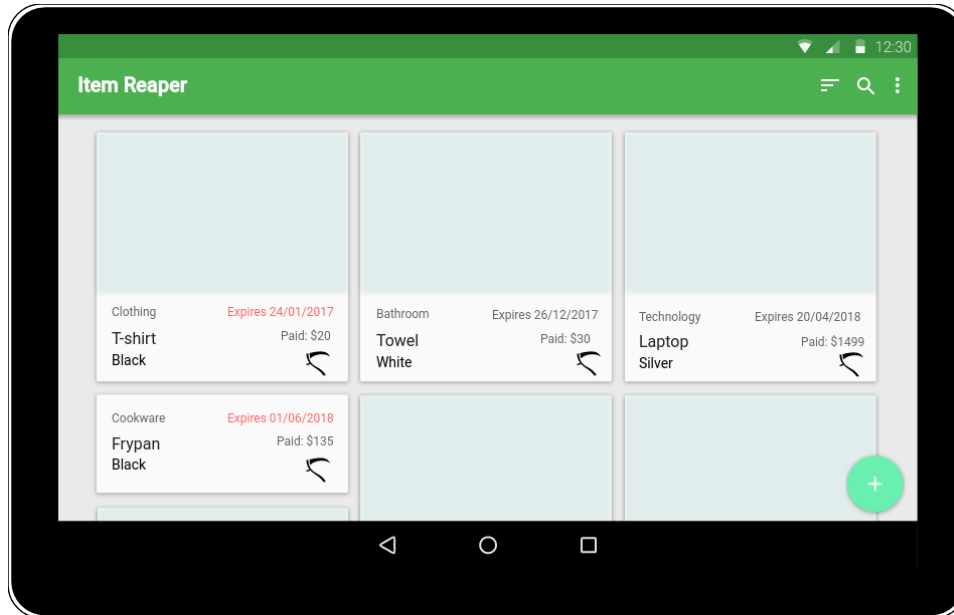 12:30
Item Reaper
Clothing Expires 24/01/2017
T-shirt Paid: $20
Black
Bathroom Expires 26/12/2017
Towel Paid: $30
White
Technology Expires 20/04/2018
Laptop Paid: $1499
Silver
Cookware Expires 01/06/2018
Frypan Paid: $135
Black